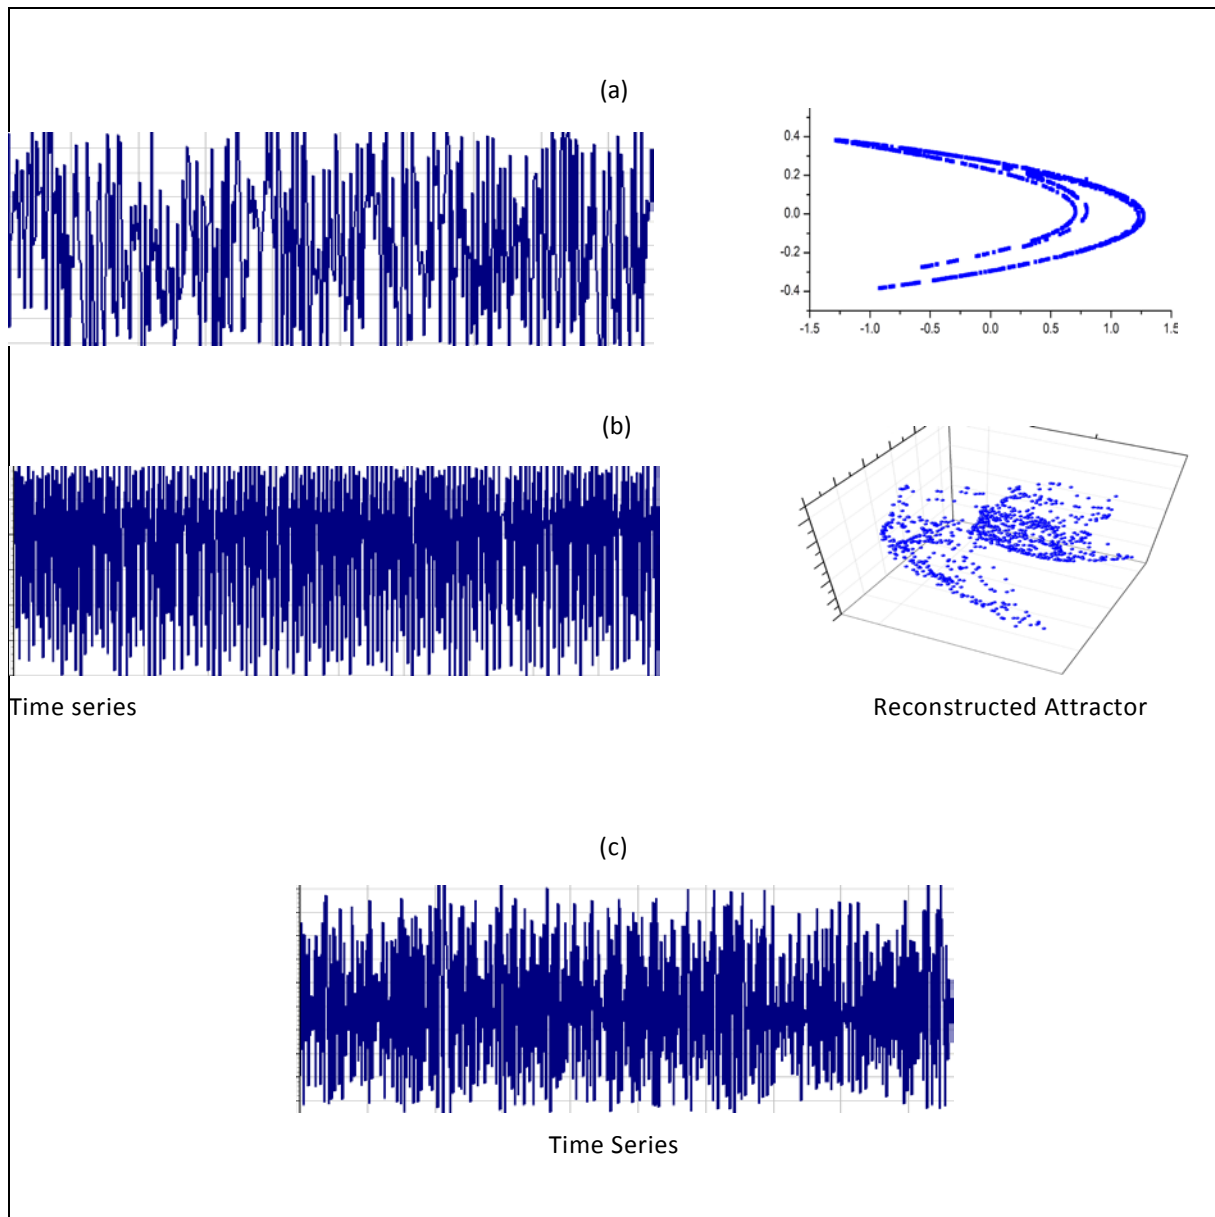 (a)
0.4
0.2
0.0
-0.2
-0.4
-1.5 -1.0 -0.5 0.0 0.5 1.0 1.5
(b)
Time series Reconstructed Attractor
(c)
Time Series